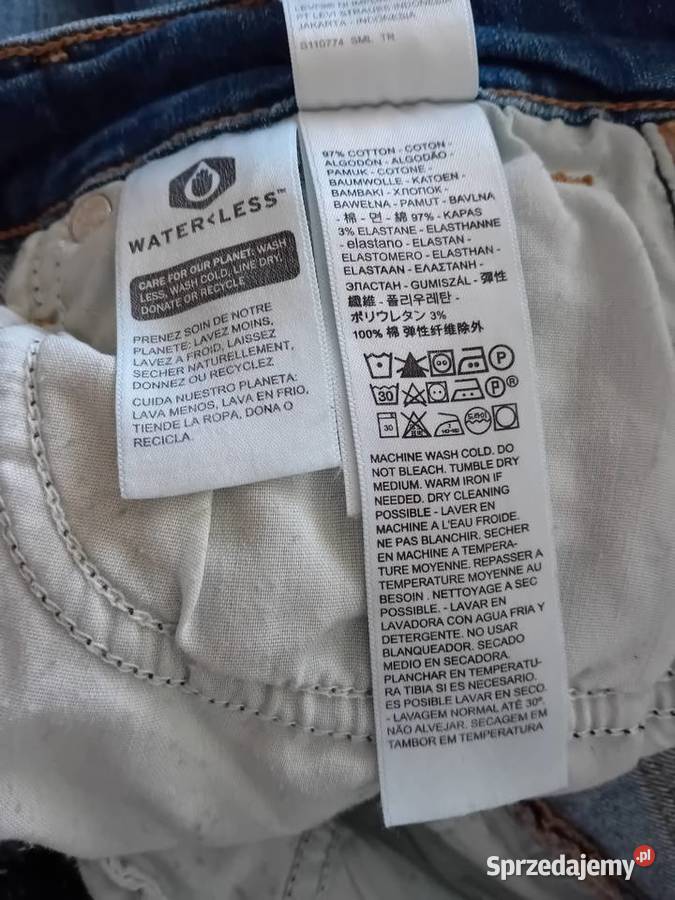 PT LEVI STRAUSS INDONESIA
JAKARTA - INDONESIA
S110774 SML TR
WATER<LESS™
CARE FOR OUR PLANET: WASH
LESS, WASH COLD, LINE DRY,
DONATE OR RECYCLE
PRENEZ SOIN DE NOTRE
PLANETE: LAVEZ MOINS,
LAVEZ A FROID, LAISSEZ
SECHER NATURELLEMENT,
DONNEZ OU RECYCLEZ
CUIDA NUESTRO PLANETA:
LAVA MENOS, LAVA EN FRIO,
TIENDE LA ROPA, DONA O
RECICLA.
97% COTTON - COTON -
ALGODÓN - ALGODÃO -
PAMUK - COTONE -
BAUMWOLLE - KATOEN -
BAMBAKI - ХЛОПОК -
BAWEŁNA - PAMUT - BAVLNA
- 棉 - 면 - 綿 97% - KAPAS
3% ELASTANE - ELASTHANNE
- elastano - ELASTAN -
ELASTOMERO - ELASTHAN -
ELASTAAN - ΕΛΑΣΤΑΝΗ -
ЭЛАСТАН - GUMISZÁL - 彈性
纖維 - 폴리우레탄 -
ポリウレタン 3%
100% 棉 弹性纤维除外
P
30 P ®
30 드라이
MACHINE WASH COLD. DO
NOT BLEACH. TUMBLE DRY
MEDIUM. WARM IRON IF
NEEDED. DRY CLEANING
POSSIBLE - LAVER EN
MACHINE A L'EAU FROIDE.
NE PAS BLANCHIR. SECHER
EN MACHINE A TEMPERA-
TURE MOYENNE. REPASSER A
TEMPERATURE MOYENNE AU
BESOIN . NETTOYAGE A SEC
POSSIBLE. - LAVAR EN
LAVADORA CON AGUA FRIA Y
DETERGENTE. NO USAR
BLANQUEADOR. SECADO
MEDIO EN SECADORA.
PLANCHAR EN TEMPERATU-
RA TIBIA SI ES NECESARIO.
ES POSIBLE LAVAR EN SECO.
- LAVAGEM NORMAL ATÉ 30º.
NÃO ALVEJAR. SECAGEM EM
TAMBOR EM TEMPERATURA
Sprzedajemy.pl